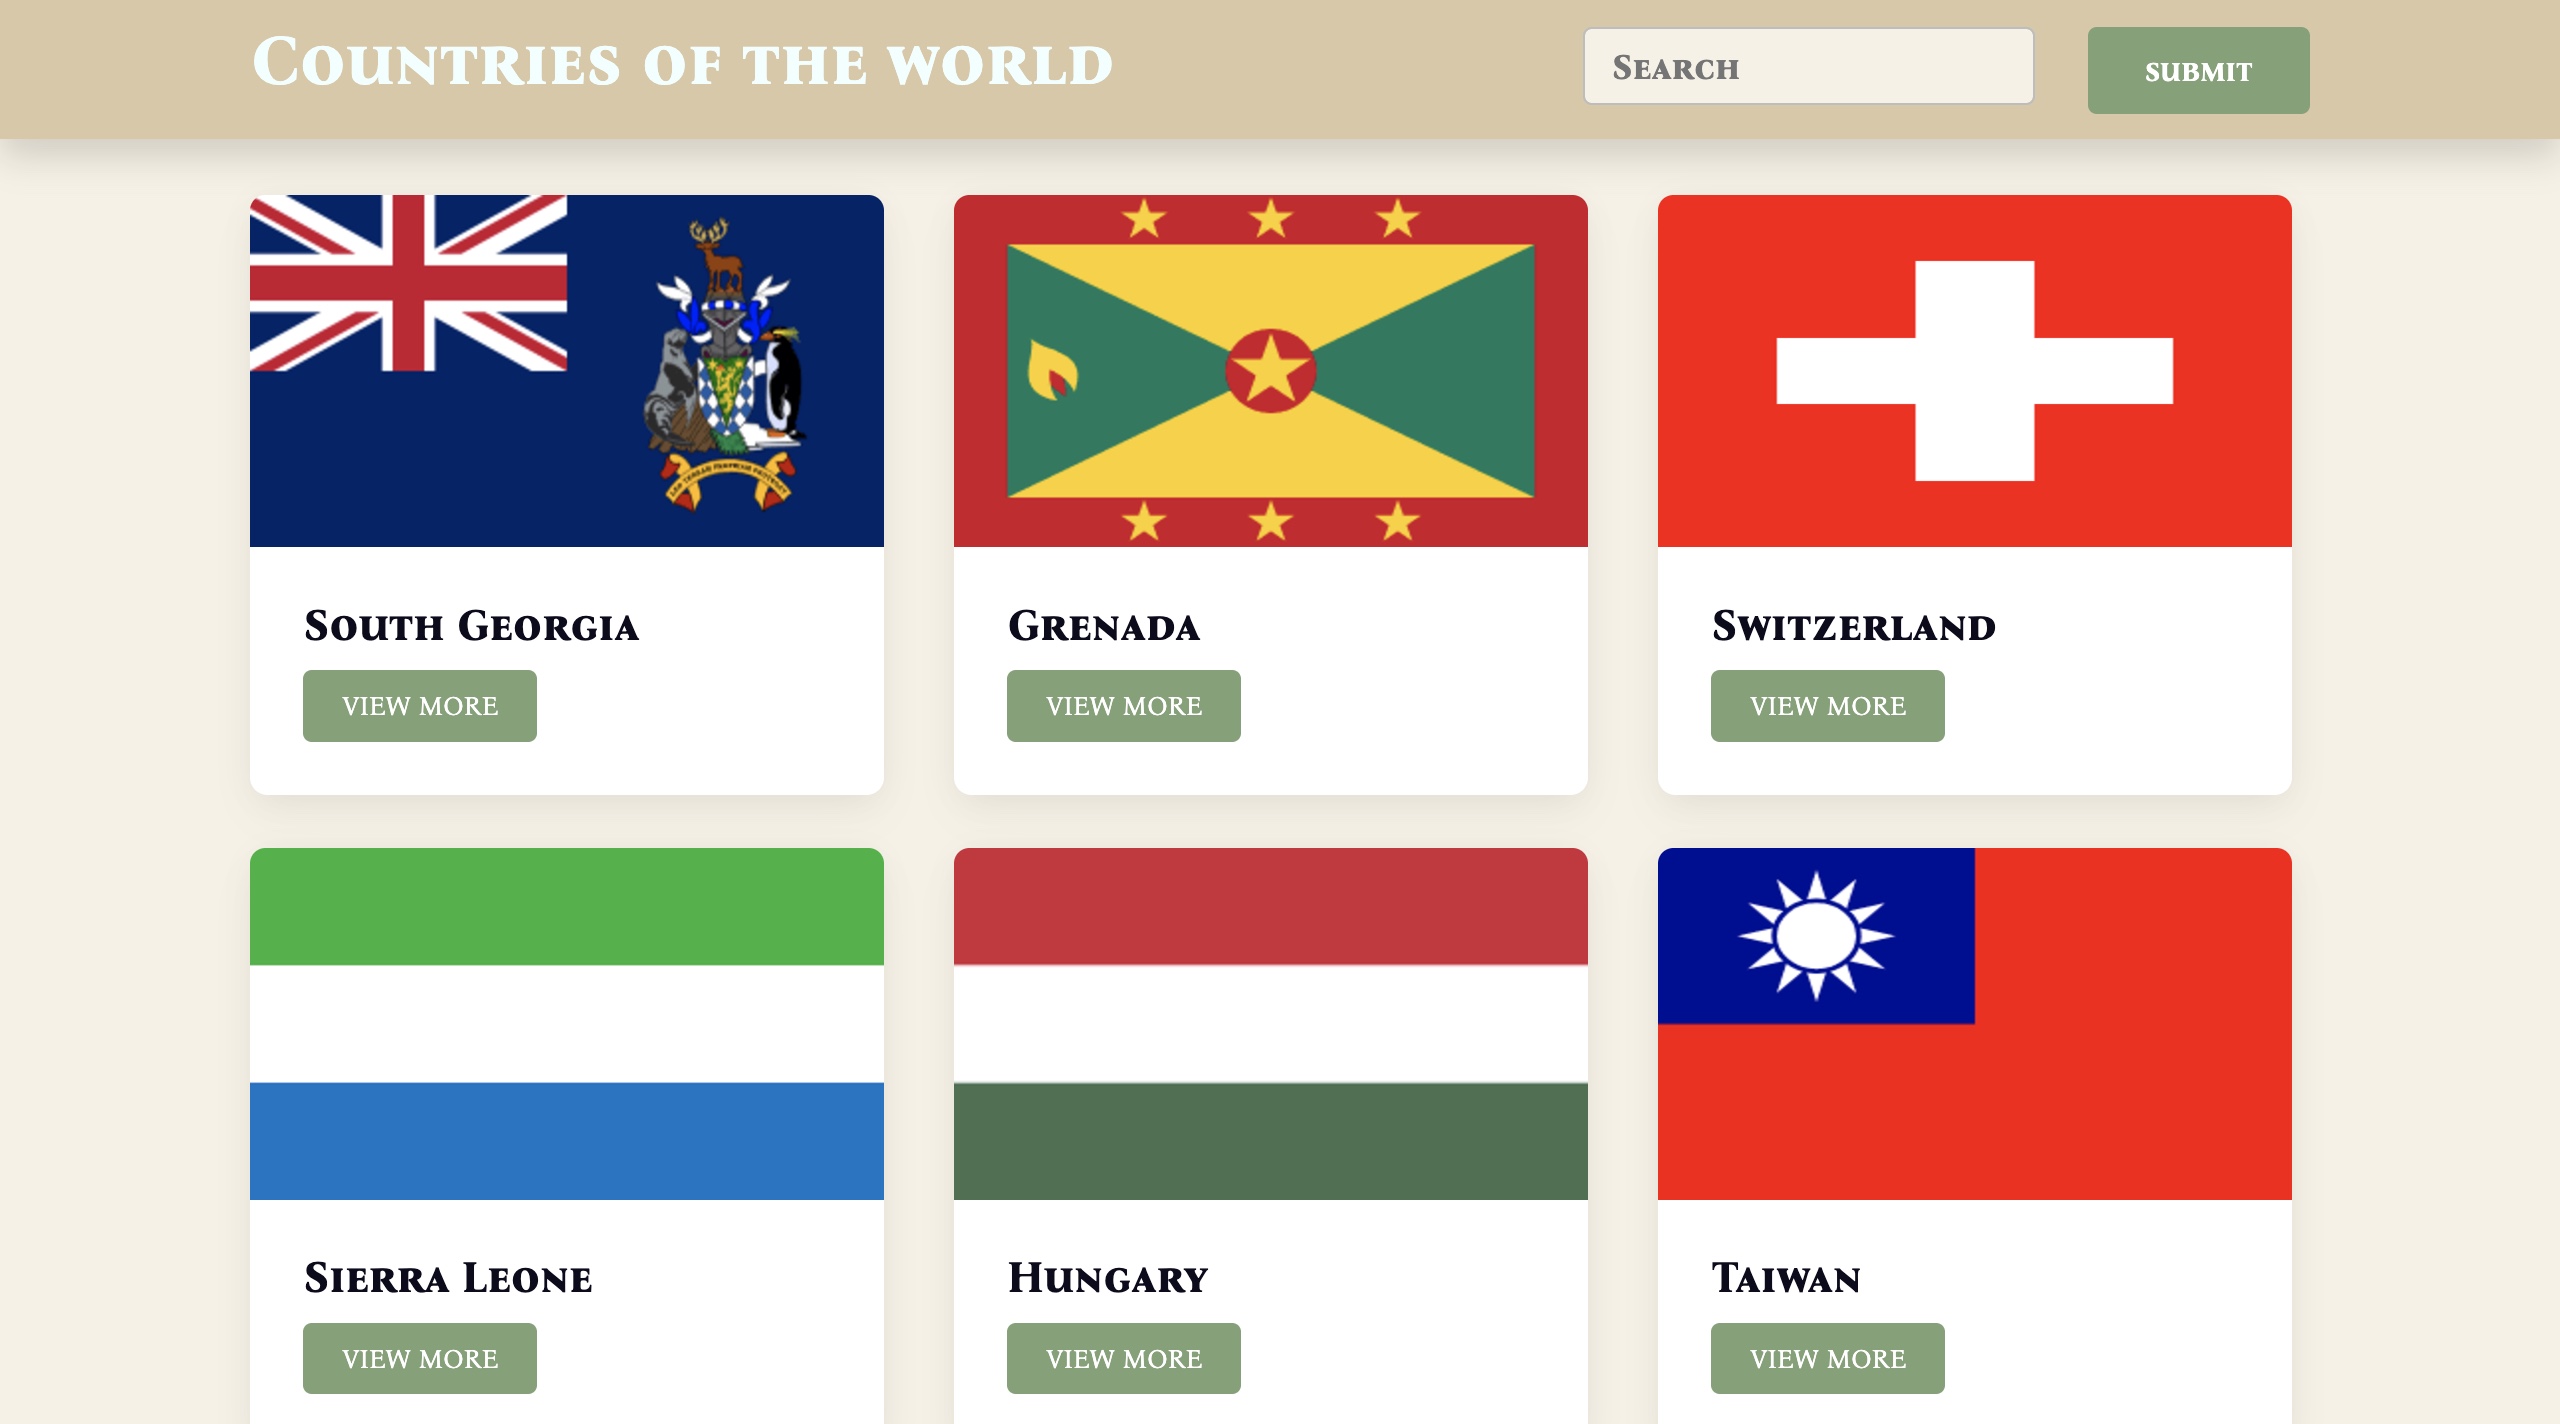 Countries of the world
Search
SUBMIT
South Georgia
Grenada
Switzerland
VIEW MORE
VIEW MORE
VIEW MORE
Sierra Leone
Hungary
Taiwan
VIEW MORE
VIEW MORE
VIEW MORE